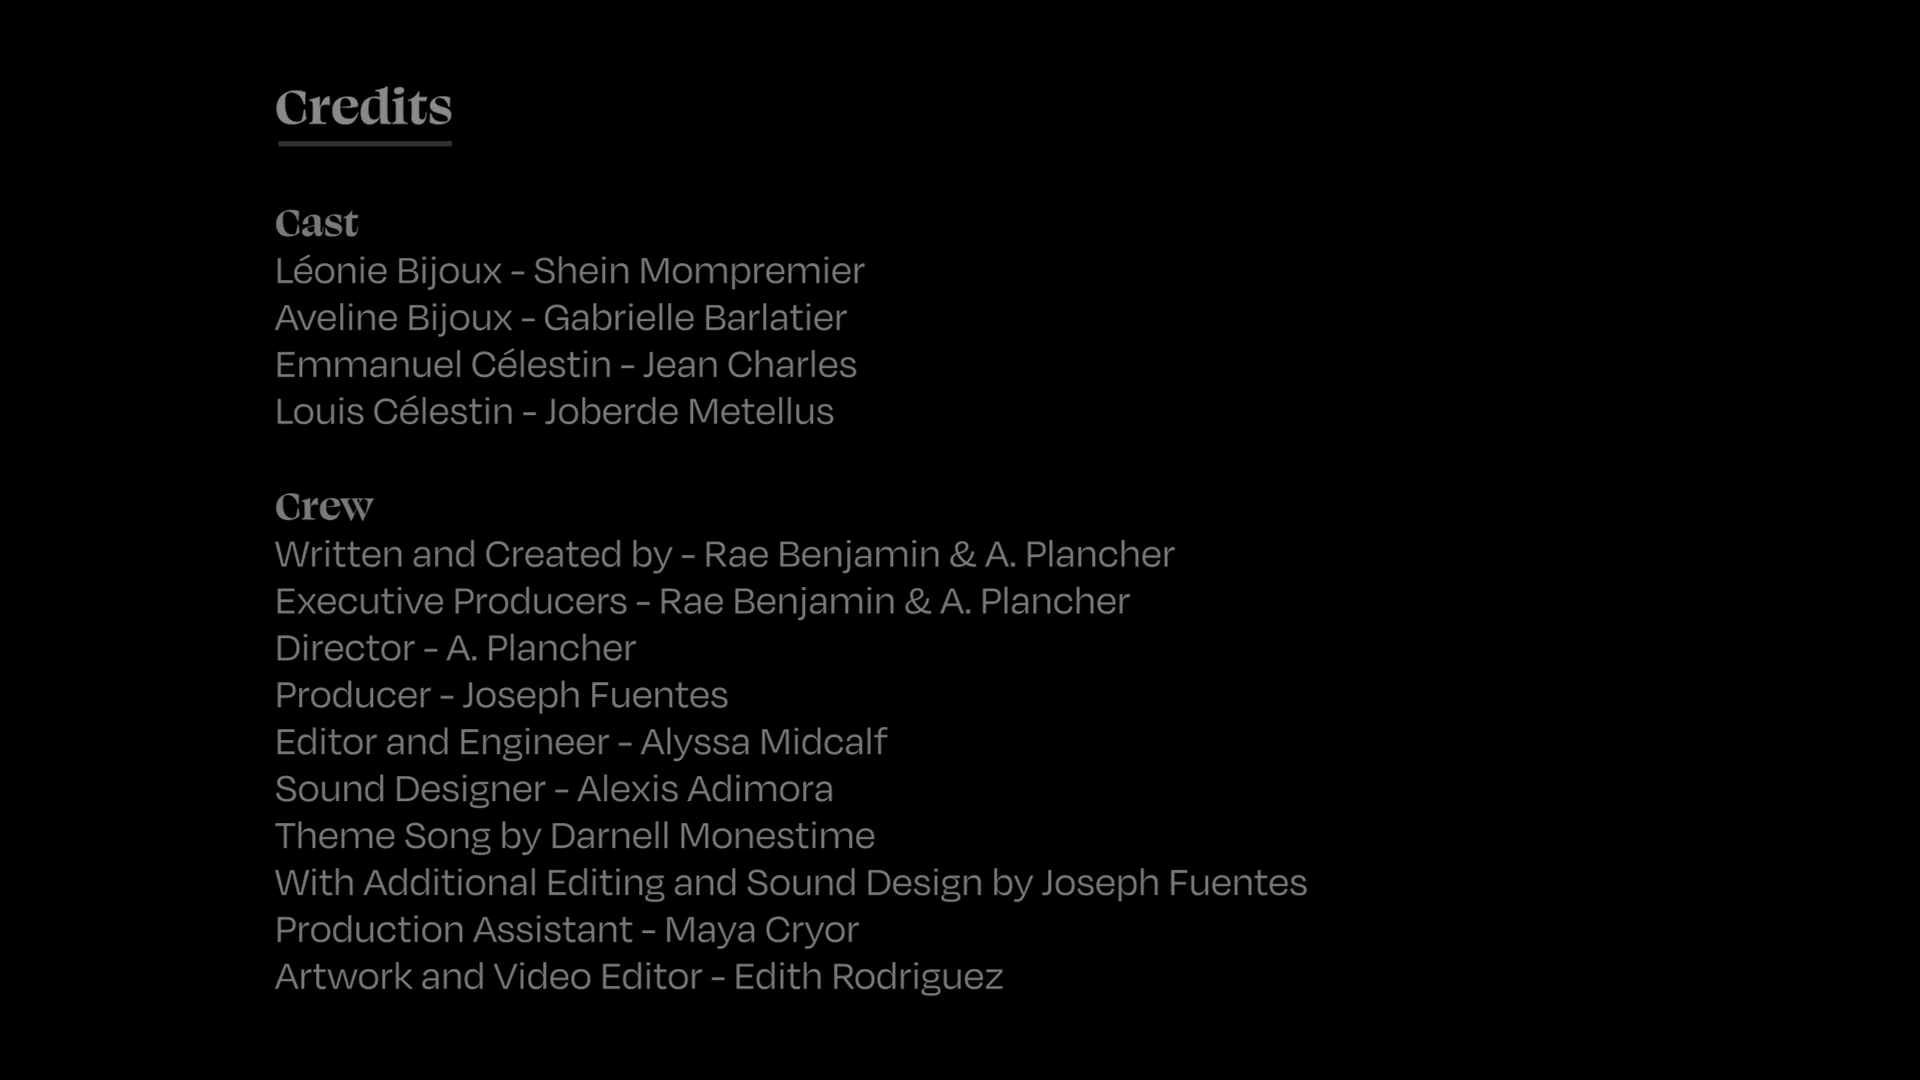 Credits
Cast
Léonie Bijoux - Shein Mompremier
Aveline Bijoux - Gabrielle Barlatier
Emmanuel Célestin - Jean Charles
Louis Célestin - Joberde Metellus
Crew
Written and Created by - Rae Benjamin & A. Plancher
Executive Producers - Rae Benjamin & A. Plancher
Director - A. Plancher
Producer - Joseph Fuentes
Editor and Engineer - Alyssa Midcalf
Sound Designer - Alexis Adimora
Theme Song by Darnell Monestime
With Additional Editing and Sound Design by Joseph Fuentes
Production Assistant - Maya Cryor
Artwork and Video Editor - Edith Rodriguez